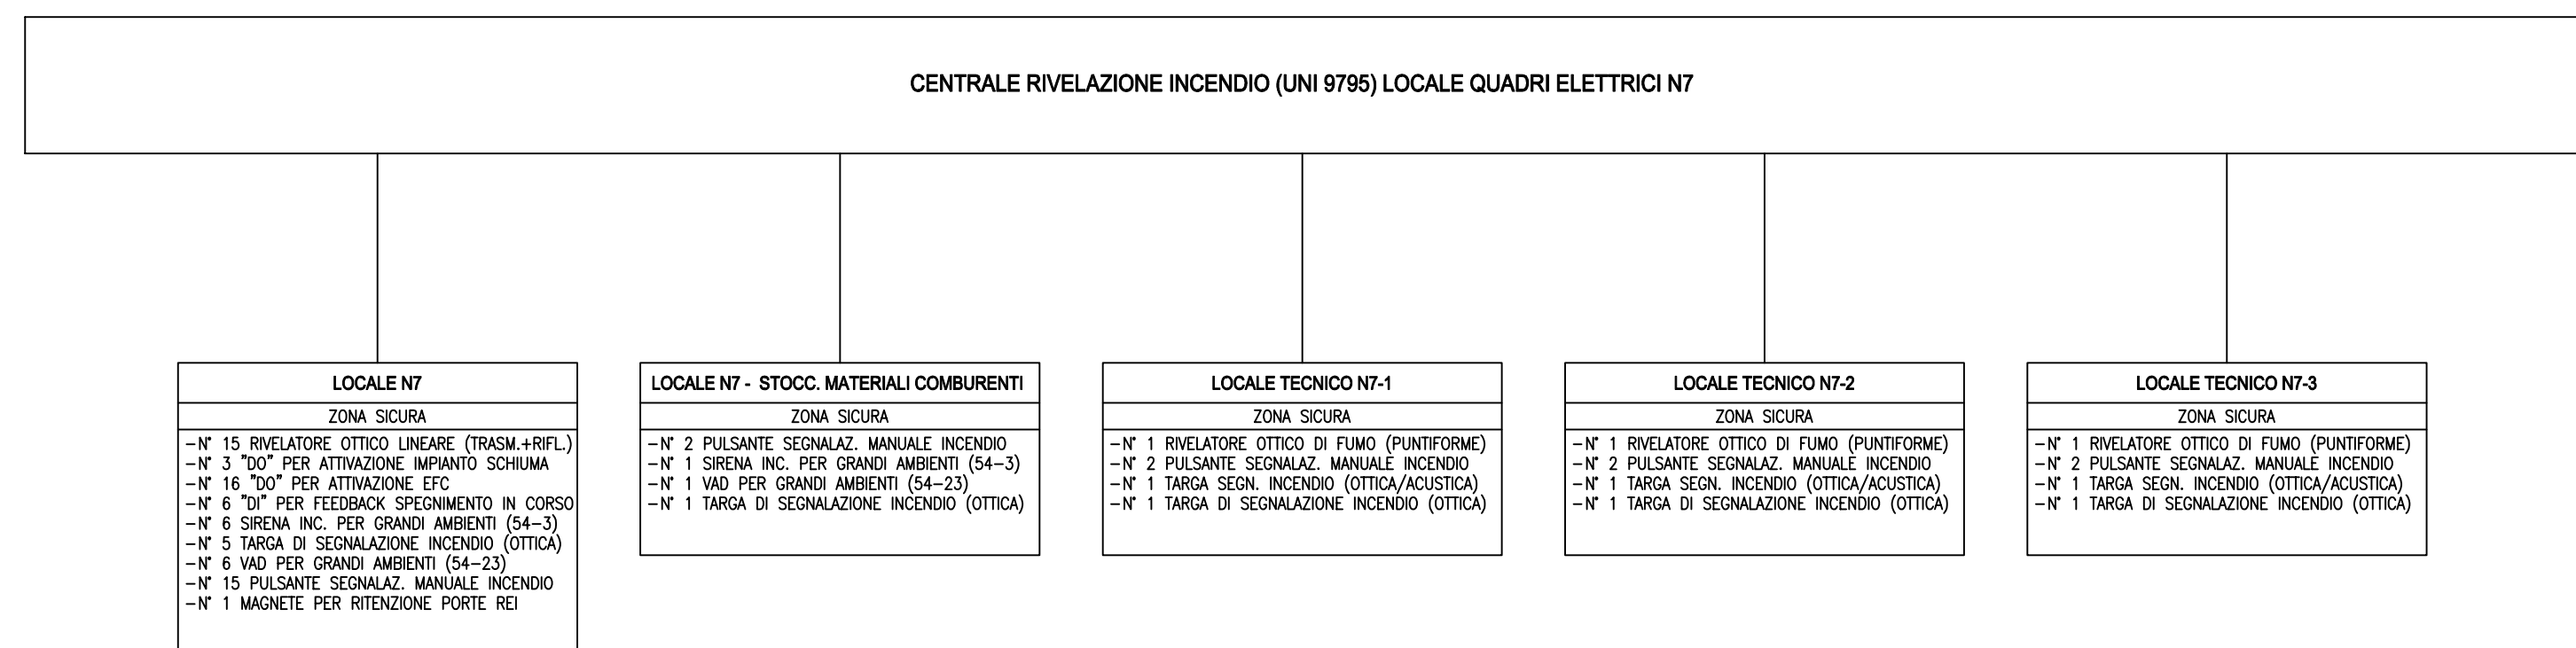 CENTRALE RIVELAZIONE INCENDIO (UNI 9795) LOCALE QUADRI ELETTRICI N7
LOCALE N7
ZONA SICURA
-N° 15 RIVELATORE OTTICO LINEARE (TRASM.+RIFL.)
-N° 3 "DO" PER ATTIVAZIONE IMPIANTO SCHIUMA
-N° 16 "DO" PER ATTIVAZIONE EFC
-N° 6 "DI" PER FEEDBACK SPEGNIMENTO IN CORSO
-N° 6 SIRENA INC. PER GRANDI AMBIENTI (54-3)
-N° 5 TARGA DI SEGNALAZIONE INCENDIO (OTTICA)
-N° 6 VAD PER GRANDI AMBIENTI (54-23)
-N° 15 PULSANTE SEGNALAZ. MANUALE INCENDIO
-N° 1 MAGNETE PER RITENZIONE PORTE REI
LOCALE N7 - STOCC. MATERIALI COMBURENTI
ZONA SICURA
-N° 2 PULSANTE SEGNALAZ. MANUALE INCENDIO
-N° 1 SIRENA INC. PER GRANDI AMBIENTI (54-3)
-N° 1 VAD PER GRANDI AMBIENTI (54-23)
-N° 1 TARGA DI SEGNALAZIONE INCENDIO (OTTICA)
LOCALE TECNICO N7-1
ZONA SICURA
-N° 1 RIVELATORE OTTICO DI FUMO (PUNTIFORME)
-N° 2 PULSANTE SEGNALAZ. MANUALE INCENDIO
-N° 1 TARGA SEGN. INCENDIO (OTTICA/ACUSTICA)
-N° 1 TARGA DI SEGNALAZIONE INCENDIO (OTTICA)
LOCALE TECNICO N7-2
ZONA SICURA
-N° 1 RIVELATORE OTTICO DI FUMO (PUNTIFORME)
-N° 2 PULSANTE SEGNALAZ. MANUALE INCENDIO
-N° 1 TARGA SEGN. INCENDIO (OTTICA/ACUSTICA)
-N° 1 TARGA DI SEGNALAZIONE INCENDIO (OTTICA)
LOCALE TECNICO N7-3
ZONA SICURA
-N° 1 RIVELATORE OTTICO DI FUMO (PUNTIFORME)
-N° 2 PULSANTE SEGNALAZ. MANUALE INCENDIO
-N° 1 TARGA SEGN. INCENDIO (OTTICA/ACUSTICA)
-N° 1 TARGA DI SEGNALAZIONE INCENDIO (OTTICA)